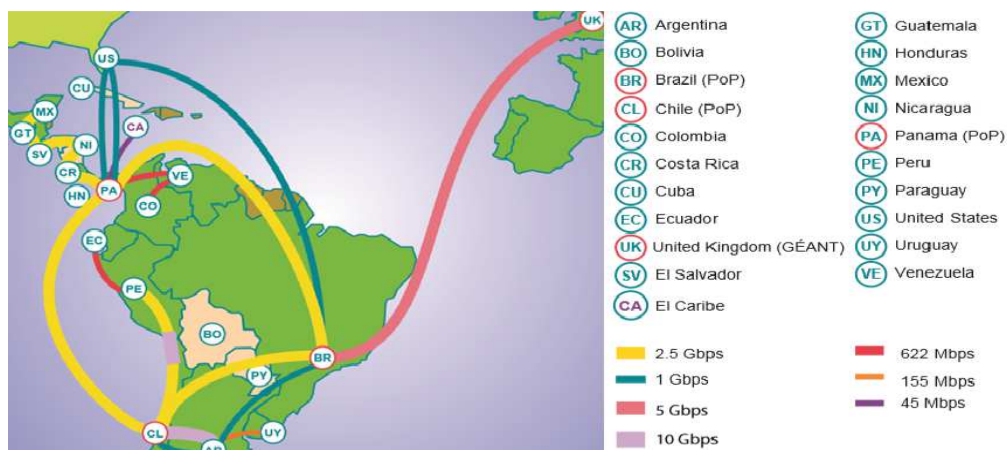 UK
US
CU
MX
CA
GT
NI
SV
CR
VE
PA
HN
CO
EC
PE
BO
BR
PY
CL
UY
AR
AR Argentina
BO Bolivia
BR Brazil (PoP)
CL Chile (PoP)
CO Colombia
CR Costa Rica
CU Cuba
EC Ecuador
UK United Kingdom (GÉANT)
SV El Salvador
CA El Caribe
GT Guatemala
HN Honduras
MX Mexico
NI Nicaragua
PA Panama (PoP)
PE Peru
PY Paraguay
US United States
UY Uruguay
VE Venezuela
2.5 Gbps
1 Gbps
5 Gbps
10 Gbps
622 Mbps
155 Mbps
45 Mbps